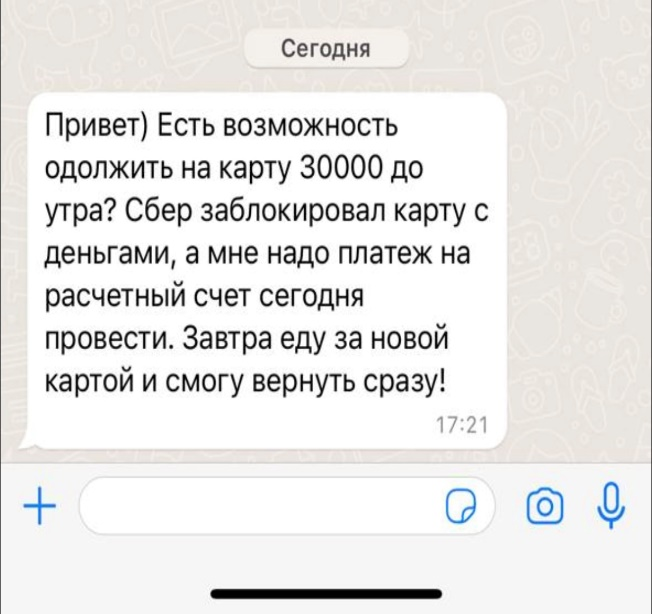 Сегодня
Привет) Есть возможность
одолжить на карту 30000 до
утра? Сбер заблокировал карту с
деньгами, а мне надо платеж на
расчетный счет сегодня
провести. Завтра еду за новой
картой и смогу вернуть сразу!
17:21